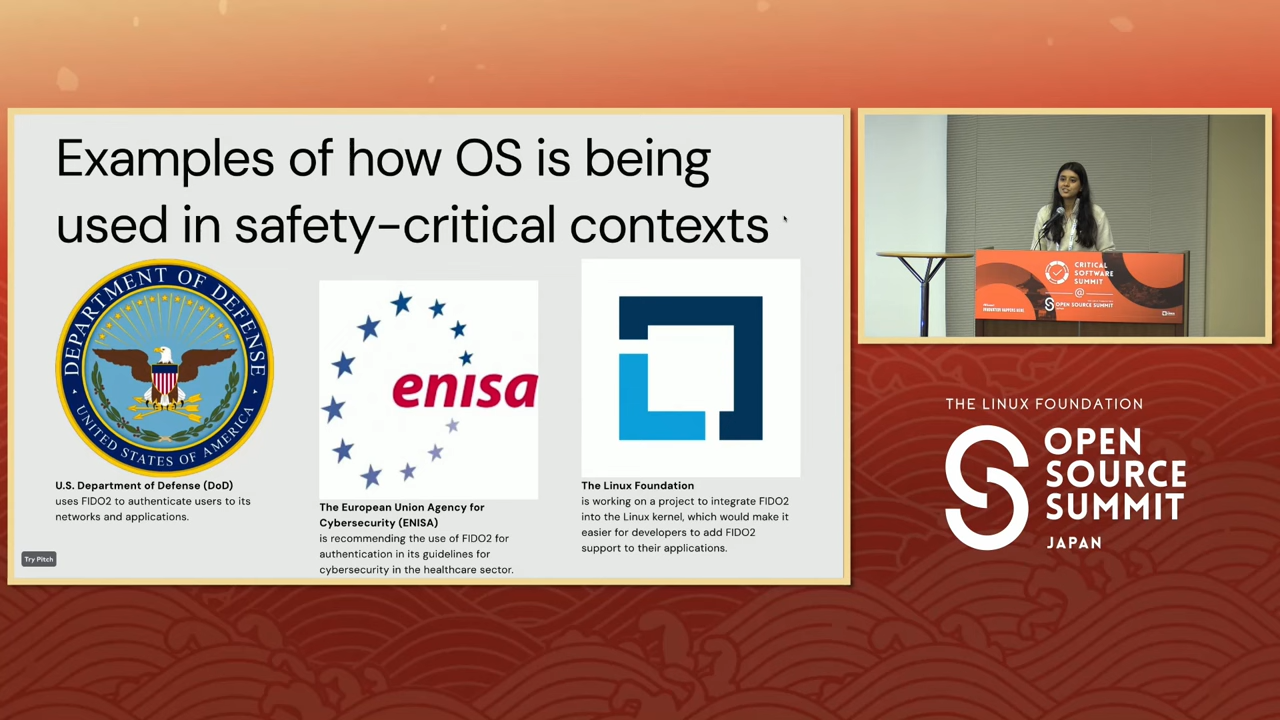 Examples of how OS is being
used in safety-critical contexts
DEPARTMENT OF DEFENSE
UNITED STATES OF AMERICA
U.S. Department of Defense (DoD)
uses FIDO2 to authenticate users to its
networks and applications.
enisa
The European Union Agency for
Cybersecurity (ENISA)
is recommending the use of FIDO2 for
authentication in its guidelines for
cybersecurity in the healthcare sector.
The Linux Foundation
is working on a project to integrate FIDO2
into the Linux kernel, which would make it
easier for developers to add FIDO2
support to their applications.
Try Pitch
CRITICAL
SOFTWARE
SUMMIT
@
OPEN SOURCE SUMMIT
THE LINUX FOUNDATION
OPEN
SOURCE
SUMMIT
JAPAN